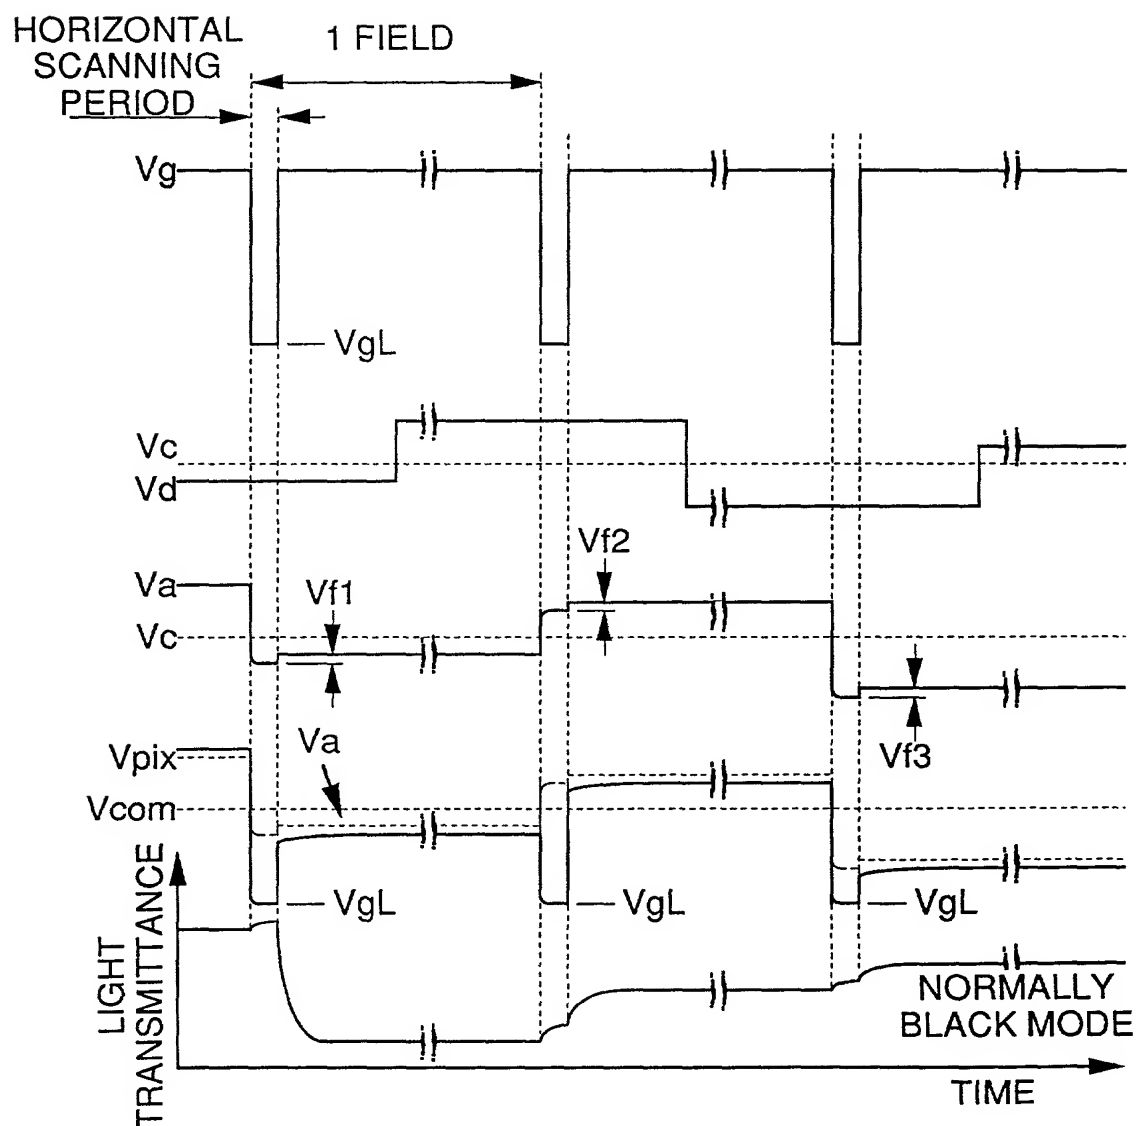 HORIZONTAL
SCANNING
PERIOD
1 FIELD
Vg
VgL
Vc
Vd
Vf2
Va
Vf1
Vc
Va
Vf3
Vpix
Vcom
VgL
VgL
VgL
LIGHT
TRANSMITTANCE
NORMALLY
BLACK MODE
TIME